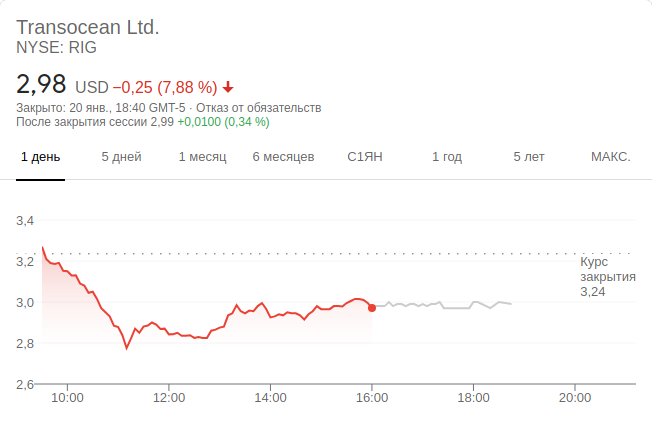 Transocean Ltd.
NYSE: RIG
2,98 USD −0,25 (7,88 %)
Закрыто: 20 янв., 18:40 GMT-5 · Отказ от обязательств
После закрытия сессии 2,99 +0,0100 (0,34 %)
1 день 5 дней 1 месяц 6 месяцев С1ЯН 1 год 5 лет МАКС.
3,4
3,2
Курс
закрытия
3,24
3,0
2,8
2,6
10:00 12:00 14:00 16:00 18:00 20:00